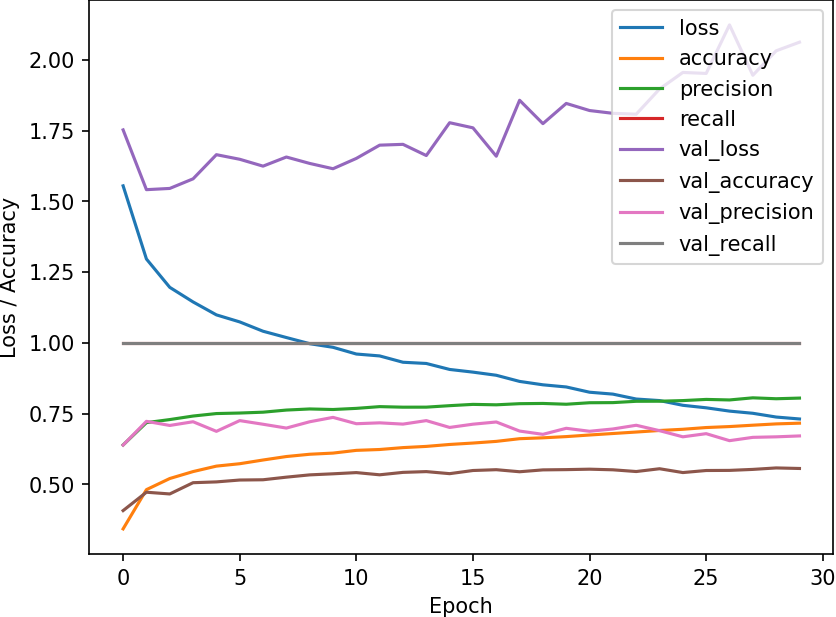 Loss / Accuracy
2.00
1.75
1.50
1.25
1.00
0.75
0.50
loss
accuracy
precision
recall
val_loss
val_accuracy
val_precision
val_recall
0 5 10 15 20 25 30
Epoch